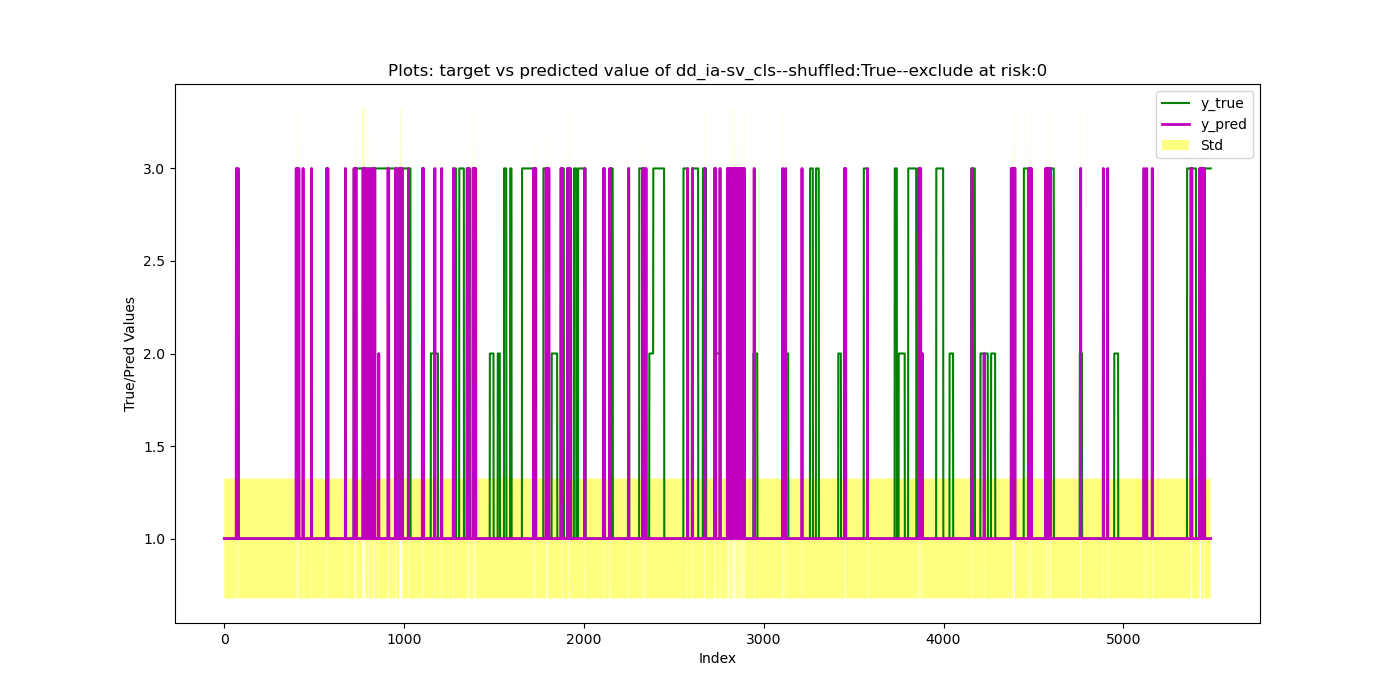 Plots: target vs predicted value of dd_ia-sv_cls--shuffled:True--exclude at risk:0
y_true
y_pred
Std
3.0
2.5
2.0
1.5
1.0
True/Pred Values
0 1000 2000 3000 4000 5000
Index